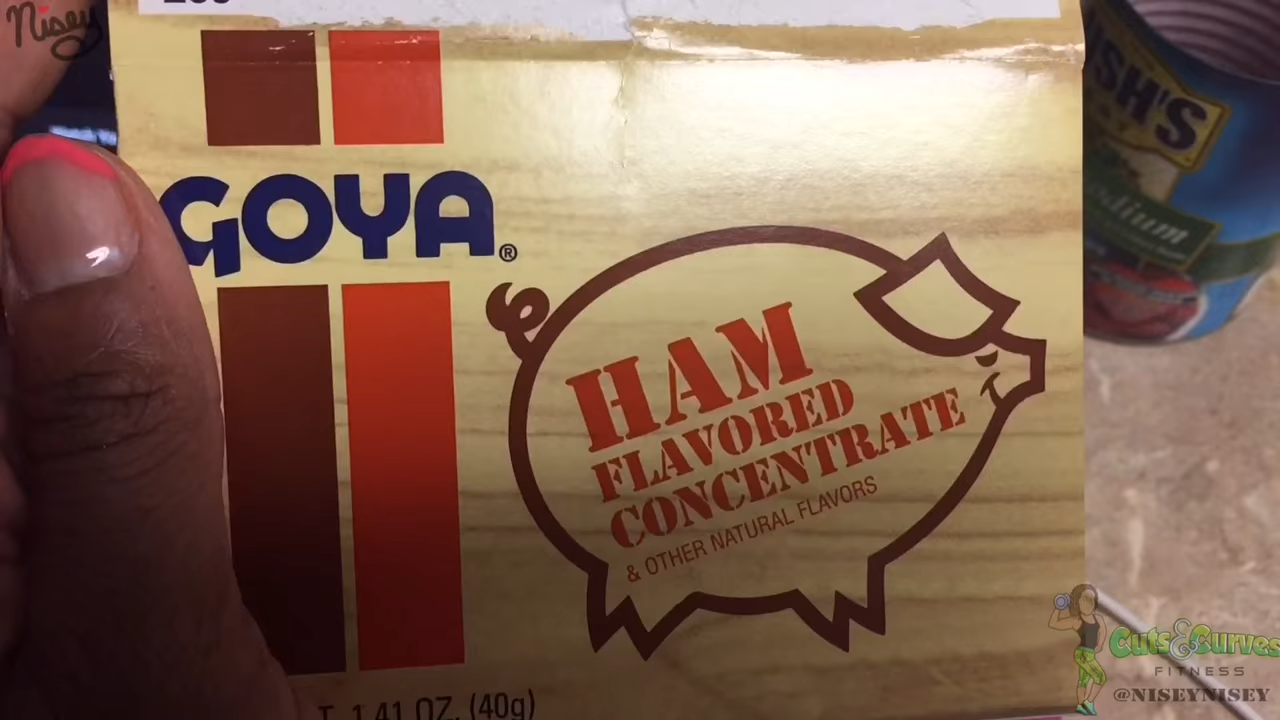 Nisey
GOYA®
HAM
FLAVORED
CONCENTRATE
& OTHER NATURAL FLAVORS
1.41 OZ. (40g)
Cuts&Curves
FITNESS
@NISEYNISEY